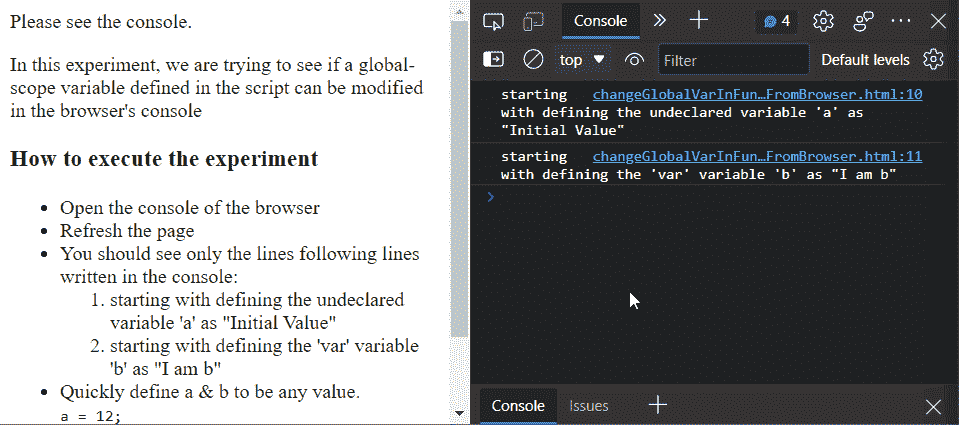 Please see the console.
In this experiment, we are trying to see if a global-
scope variable defined in the script can be modified
in the browser's console
How to execute the experiment
• Open the console of the browser
• Refresh the page
• You should see only the lines following lines
written in the console:
1. starting with defining the undeclared
variable 'a' as "Initial Value"
2. starting with defining the 'var' variable
'b' as "I am b"
• Quickly define a & b to be any value.
a = 12;
Console
4
top
Filter
Default levels
starting changeGlobalVarInFun…FromBrowser.html:10
with defining the undeclared variable 'a' as
"Initial Value"
starting changeGlobalVarInFun…FromBrowser.html:11
with defining the 'var' variable 'b' as "I am b"
Console Issues